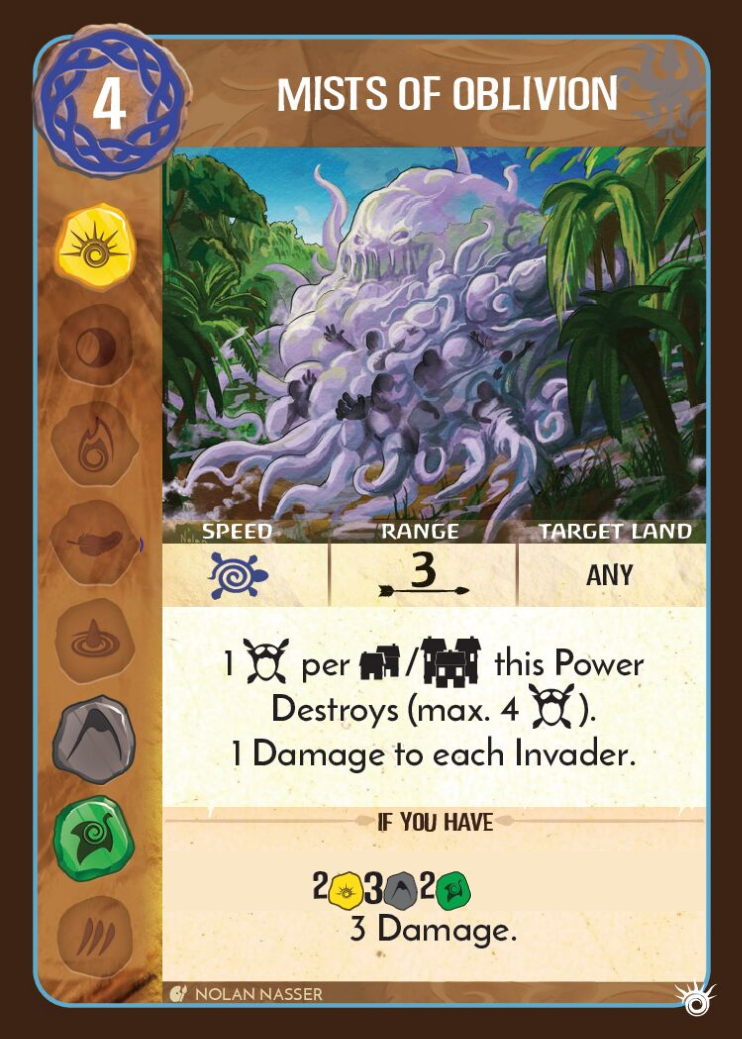 4
MISTS OF OBLIVION
SPEED
RANGE
TARGET LAND
3
ANY
1 per / this Power
Destroys (max. 4 ).
1 Damage to each Invader.
IF YOU HAVE
2 3 2
3 Damage.
NOLAN NASSER